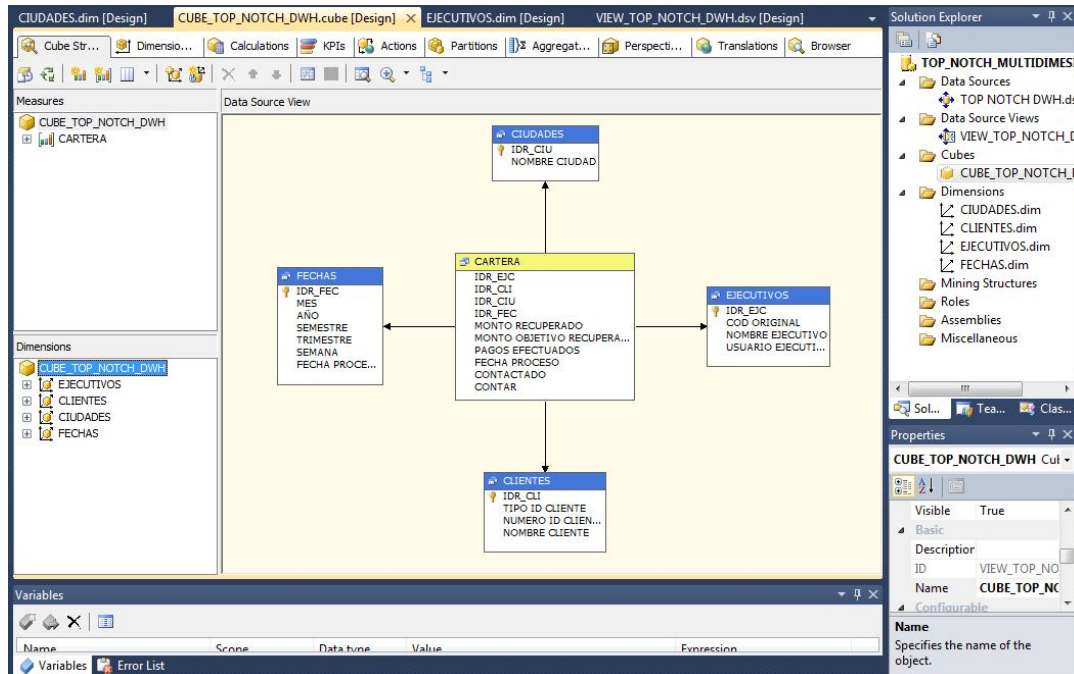 CIUDADES.dim [Design]
CUBE_TOP_NOTCH_DWH.cube [Design]
EJECUTIVOS.dim [Design]
VIEW_TOP_NOTCH_DWH.dsv [Design]
Cube Str...
Dimensio...
Calculations
KPIs
Actions
Partitions
Aggregat...
Perspecti...
Translations
Browser
Measures
CUBE_TOP_NOTCH_DWH
CARTERA
Dimensions
CUBE_TOP_NOTCH_DWH
EJECUTIVOS
CLIENTES
CIUDADES
FECHAS
Data Source View
CIUDADES
IDR_CIU
NOMBRE CIUDAD
FECHAS
IDR_FEC
MES
AÑO
SEMESTRE
TRIMESTRE
SEMANA
FECHA PROCE...
CARTERA
IDR_EJC
IDR_CLI
IDR_CIU
IDR_FEC
MONTO RECUPERADO
MONTO OBJETIVO RECUPERA...
PAGOS EFECTUADOS
FECHA PROCESO
CONTACTADO
CONTAR
EJECUTIVOS
IDR_EJC
COD ORIGINAL
NOMBRE EJECUTIVO
USUARIO EJECUTI...
CLIENTES
IDR_CLI
TIPO ID CLIENTE
NUMERO ID CLIEN...
NOMBRE CLIENTE
Variables
Name Scope Data type Value Expression
Variables
Error List
Solution Explorer
TOP_NOTCH_MULTIDIMES
Data Sources
TOP NOTCH DWH.ds
Data Source Views
VIEW_TOP_NOTCH_D
Cubes
CUBE_TOP_NOTCH_D
Dimensions
CIUDADES.dim
CLIENTES.dim
EJECUTIVOS.dim
FECHAS.dim
Mining Structures
Roles
Assemblies
Miscellaneous
Sol...
Tea...
Clas...
Properties
CUBE_TOP_NOTCH_DWH Cub
Visible True
Basic
Description
ID VIEW_TOP_NO
Name CUBE_TOP_NO
Configurable
Name
Specifies the name of the
object.